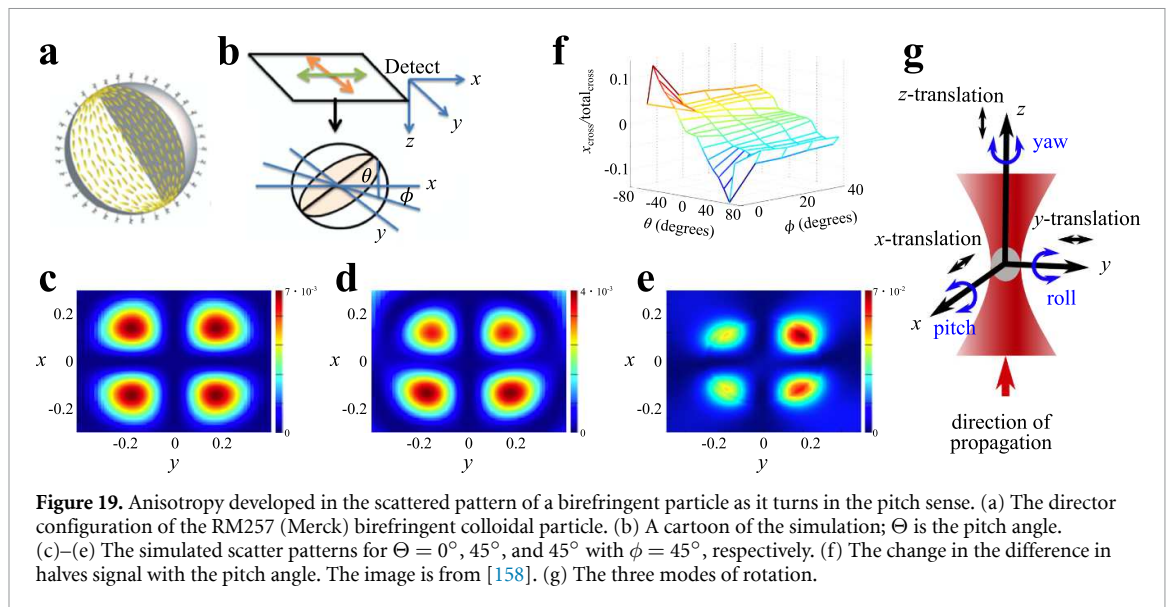 a
b
Detect
x
y
z
θ
ϕ
x
y
f
0.1
0
-0.1
x_cross/total_cross
-80
-40
0
40
80
θ (degrees)
0
40
ϕ (degrees)
g
z-translation
z
yaw
y-translation
x-translation
y
roll
x
pitch
direction of
propagation
c
7 · 10⁻³
0
0.2
x
0
-0.2
-0.2 0 0.2
y
d
4 · 10⁻³
0
-0.2 0 0.2
y
e
7 · 10⁻²
0
0.2
x
0
-0.2
-0.2 0 0.2
y
Figure 19. Anisotropy developed in the scattered pattern of a birefringent particle as it turns in the pitch sense. (a) The director
configuration of the RM257 (Merck) birefringent colloidal particle. (b) A cartoon of the simulation; Θ is the pitch angle.
(c)–(e) The simulated scatter patterns for Θ = 0°, 45°, and 45° with ϕ = 45°, respectively. (f) The change in the difference in
halves signal with the pitch angle. The image is from [158]. (g) The three modes of rotation.